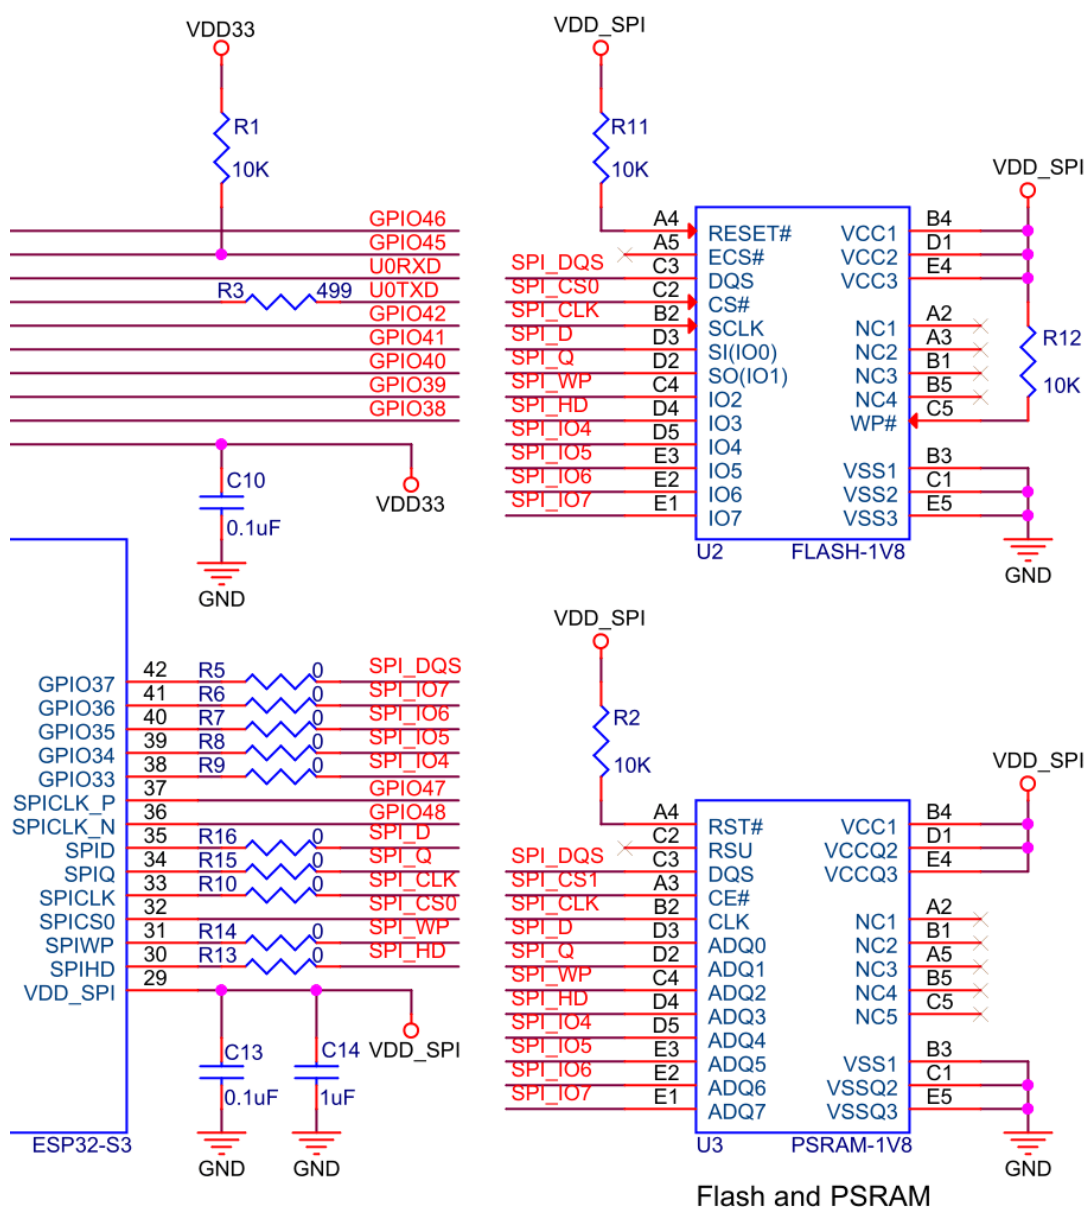 VDD33
R1
10K
GPIO46
GPIO45
U0RXD
R3 499 U0TXD
GPIO42
GPIO41
GPIO40
GPIO39
GPIO38
C10
0.1uF
GND
VDD33
GPIO37 42 R5 0 SPI_DQS
GPIO36 41 R6 0 SPI_IO7
GPIO35 40 R7 0 SPI_IO6
GPIO34 39 R8 0 SPI_IO5
GPIO33 38 R9 0 SPI_IO4
SPICLK_P 37 GPIO47
SPICLK_N 36 GPIO48
SPID 35 R16 0 SPI_D
SPIQ 34 R15 0 SPI_Q
SPICLK 33 R10 0 SPI_CLK
SPICS0 32 SPI_CS0
SPIWP 31 R14 0 SPI_WP
SPIHD 30 R13 0 SPI_HD
VDD_SPI 29
C13
0.1uF
GND
C14
1uF
GND
VDD_SPI
ESP32-S3
VDD_SPI
R11
10K
A4 RESET#
A5 ECS#
SPI_DQS C3 DQS
SPI_CS0 C2 CS#
SPI_CLK B2 SCLK
SPI_D D3 SI(IO0)
SPI_Q D2 SO(IO1)
SPI_WP C4 IO2
SPI_HD D4 IO3
SPI_IO4 D5 IO4
SPI_IO5 E3 IO5
SPI_IO6 E2 IO6
SPI_IO7 E1 IO7
VDD_SPI
VCC1 B4
VCC2 D1
VCC3 E4
NC1 A2
NC2 A3
NC3 B1
NC4 B5
WP# C5
R12
10K
VSS1 B3
VSS2 C1
VSS3 E5
GND
U2 FLASH-1V8
VDD_SPI
R2
10K
A4 RST#
C2 RSU
SPI_DQS C3 DQS
SPI_CS1 A3 CE#
SPI_CLK B2 CLK
SPI_D D3 ADQ0
SPI_Q D2 ADQ1
SPI_WP C4 ADQ2
SPI_HD D4 ADQ3
SPI_IO4 D5 ADQ4
SPI_IO5 E3 ADQ5
SPI_IO6 E2 ADQ6
SPI_IO7 E1 ADQ7
VDD_SPI
VCC1 B4
VCCQ2 D1
VCCQ3 E4
NC1 A2
NC2 B1
NC3 A5
NC4 B5
NC5 C5
VSS1 B3
VSSQ2 C1
VSSQ3 E5
GND
U3 PSRAM-1V8
Flash and PSRAM